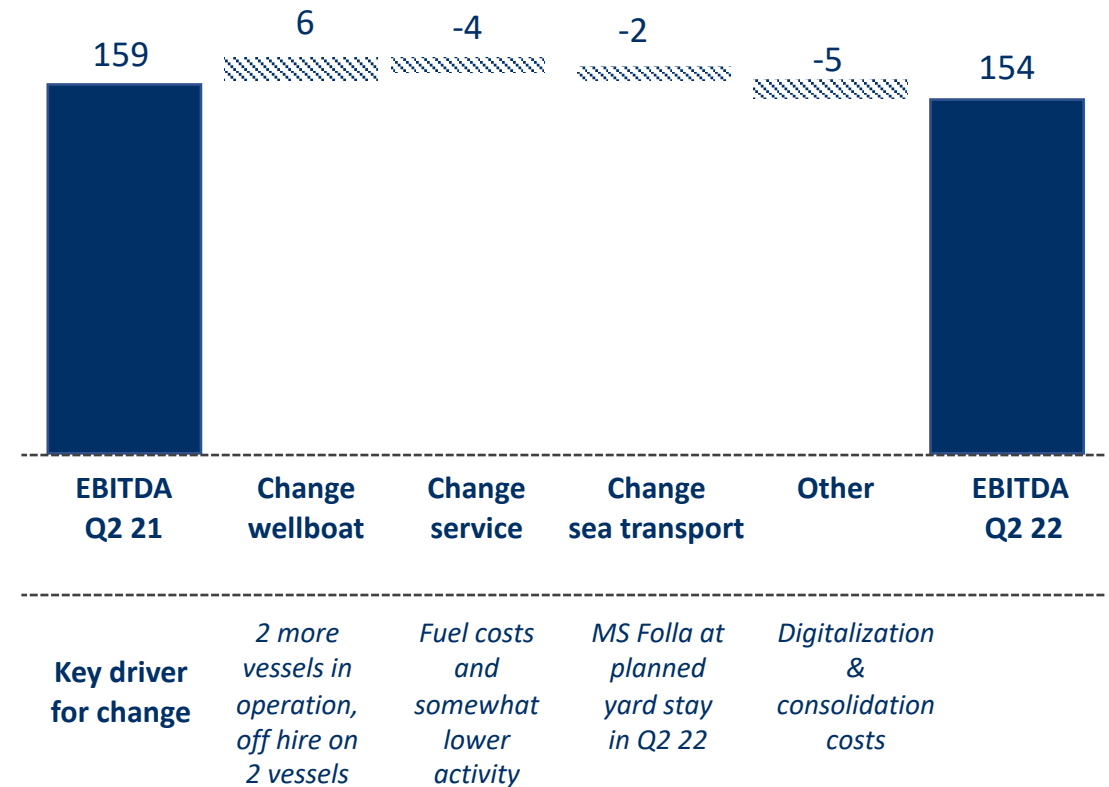 6
-4
-2
159
-5
154
EBITDA
Q2 21
Change
wellboat
Change
service
Change
sea transport
Other
EBITDA
Q2 22
Key driver
for change
2 more
vessels in
operation,
off hire on
2 vessels
Fuel costs
and
somewhat
lower
activity
MS Folla at
planned
yard stay
in Q2 22
Digitalization
&
consolidation
costs